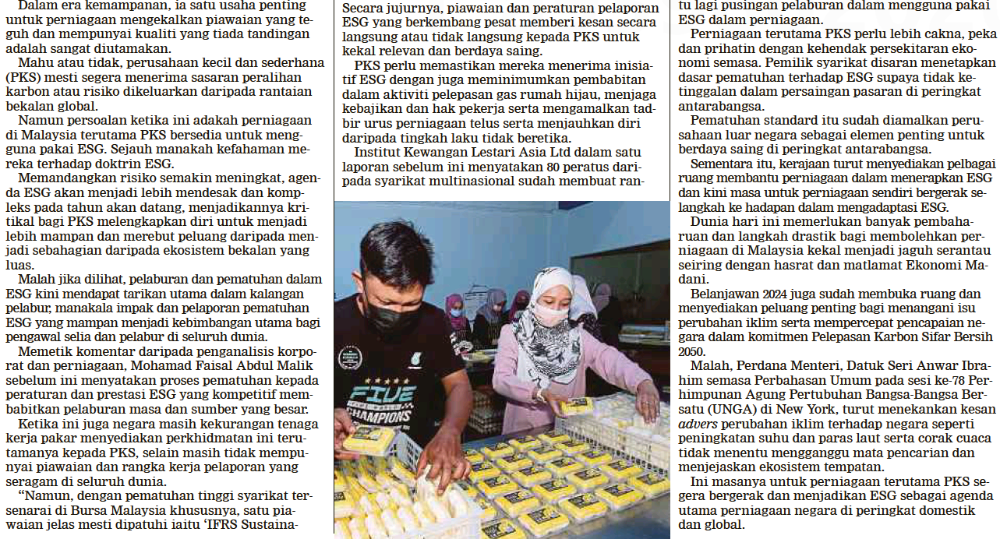 Dalam era kemampanan, ia satu usaha penting
untuk perniagaan mengekalkan piawaian yang te-
guh dan mempunyai kualiti yang tiada tandingan
adalah sangat diutamakan.
Mahu atau tidak, perusahaan kecil dan sederhana
(PKS) mesti segera menerima sasaran peralihan
karbon atau risiko dikeluarkan daripada rantaian
bekalan global.
Namun persoalan ketika ini adakah perniagaan
di Malaysia terutama PKS bersedia untuk meng-
guna pakai ESG. Sejauh manakah kefahaman me-
reka terhadap doktrin ESG.
Memandangkan risiko semakin meningkat, agen-
da ESG akan menjadi lebih mendesak dan komp-
leks pada tahun akan datang, menjadikannya kri-
tikal bagi PKS melengkapkan diri untuk menjadi
lebih mampan dan merebut peluang daripada men-
jadi sebahagian daripada ekosistem bekalan yang
luas.
Malah jika dilihat, pelaburan dan pematuhan dalam
ESG kini mendapat tarikan utama dalam kalangan
pelabur, manakala impak dan pelaporan pematuhan
ESG yang mampan menjadi kebimbangan utama bagi
pengawal selia dan pelabur di seluruh dunia.
Memetik komentar daripada penganalisis korpo-
rat dan perniagaan, Mohamad Faisal Abdul Malik
sebelum ini menyatakan proses pematuhan kepada
peraturan dan prestasi ESG yang kompetitif mem-
babitkan pelaburan masa dan sumber yang besar.
Ketika ini juga negara masih kekurangan tenaga
kerja pakar menyediakan perkhidmatan ini teru-
tamanya kepada PKS, selain masih tidak mempu-
nyai piawaian dan rangka kerja pelaporan yang
seragam di seluruh dunia.
“Namun, dengan pematuhan tinggi syarikat ter-
senarai di Bursa Malaysia khususnya, satu pia-
waian jelas mesti dipatuhi iaitu ‘IFRS Sustaina-
Secara jujurnya, piawaian dan peraturan pelaporan
ESG yang berkembang pesat memberi kesan secara
langsung atau tidak langsung kepada PKS untuk
kekal relevan dan berdaya saing.
PKS perlu memastikan mereka menerima inisia-
tif ESG dengan juga meminimumkan pembabitan
dalam aktiviti pelepasan gas rumah hijau, menjaga
kebajikan dan hak pekerja serta mengamalkan tad-
bir urus perniagaan telus serta menjauhkan diri
daripada tingkah laku tidak beretika.
Institut Kewangan Lestari Asia Ltd dalam satu
laporan sebelum ini menyatakan 80 peratus dari-
pada syarikat multinasional sudah membuat ran-
FIVE
CHAMPIONS
tu lagi pusingan pelaburan dalam mengguna pakai
ESG dalam perniagaan.
Perniagaan terutama PKS perlu lebih cakna, peka
dan prihatin dengan kehendak persekitaran eko-
nomi semasa. Pemilik syarikat disaran menetapkan
dasar pematuhan terhadap ESG supaya tidak ke-
tinggalan dalam persaingan pasaran di peringkat
antarabangsa.
Pematuhan standard itu sudah diamalkan peru-
sahaan luar negara sebagai elemen penting untuk
berdaya saing di peringkat antarabangsa.
Sementara itu, kerajaan turut menyediakan pelbagai
ruang membantu perniagaan dalam menerapkan ESG
dan kini masa untuk perniagaan sendiri bergerak se-
langkah ke hadapan dalam mengadaptasi ESG.
Dunia hari ini memerlukan banyak pembaha-
ruan dan langkah drastik bagi membolehkan per-
niagaan di Malaysia kekal menjadi jaguh serantau
seiring dengan hasrat dan matlamat Ekonomi Ma-
dani.
Belanjawan 2024 juga sudah membuka ruang dan
menyediakan peluang penting bagi menangani isu
perubahan iklim serta mempercepat pencapaian ne-
gara dalam komitmen Pelepasan Karbon Sifar Bersih
2050.
Malah, Perdana Menteri, Datuk Seri Anwar Ibra-
him semasa Perbahasan Umum pada sesi ke-78 Per-
himpunan Agung Pertubuhan Bangsa-Bangsa Ber-
satu (UNGA) di New York, turut menekankan kesan
advers perubahan iklim terhadap negara seperti
peningkatan suhu dan paras laut serta corak cuaca
tidak menentu mengganggu mata pencarian dan
menjejaskan ekosistem tempatan.
Ini masanya untuk perniagaan terutama PKS se-
gera bergerak dan menjadikan ESG sebagai agenda
utama perniagaan negara di peringkat domestik
dan global.